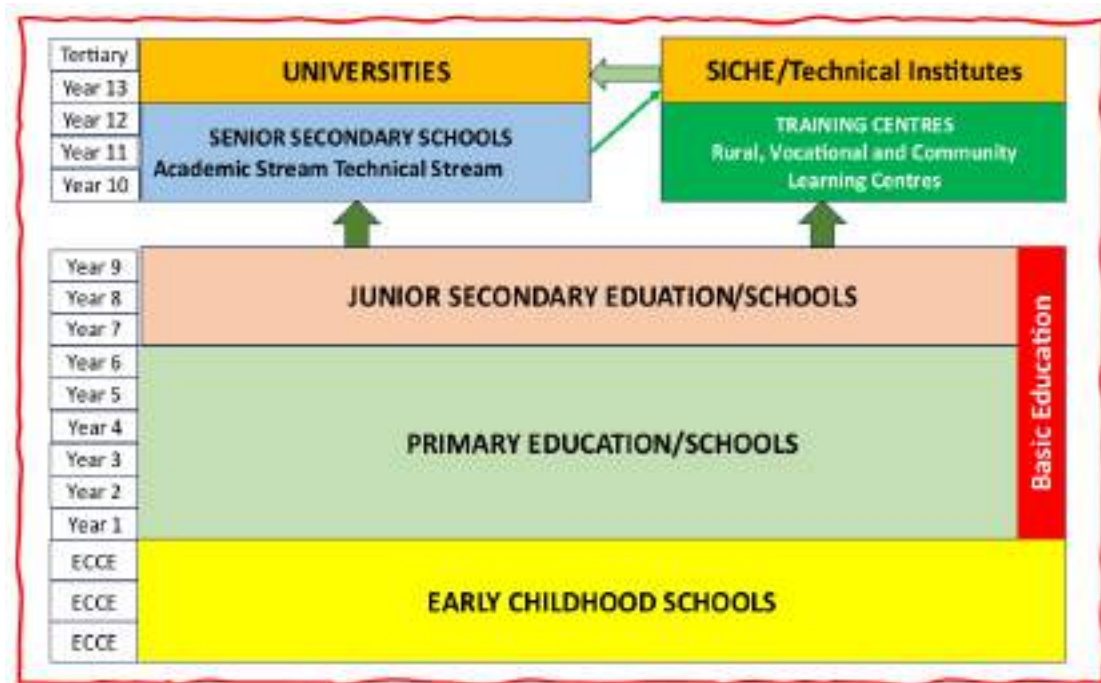 Tertiary
Year 13
Year 12
Year 11
Year 10
UNIVERSITIES
SICHE/Technical Institutes
SENIOR SECONDARY SCHOOLS
Academic Stream Technical Stream
TRAINING CENTRES
Rural, Vocational and Community
Learning Centres
Year 9
Year 8
Year 7
JUNIOR SECONDARY EDUATION/SCHOOLS
Year 6
Year 5
Year 4
Year 3
Year 2
Year 1
PRIMARY EDUCATION/SCHOOLS
Basic Education
ECCE
ECCE
ECCE
EARLY CHILDHOOD SCHOOLS